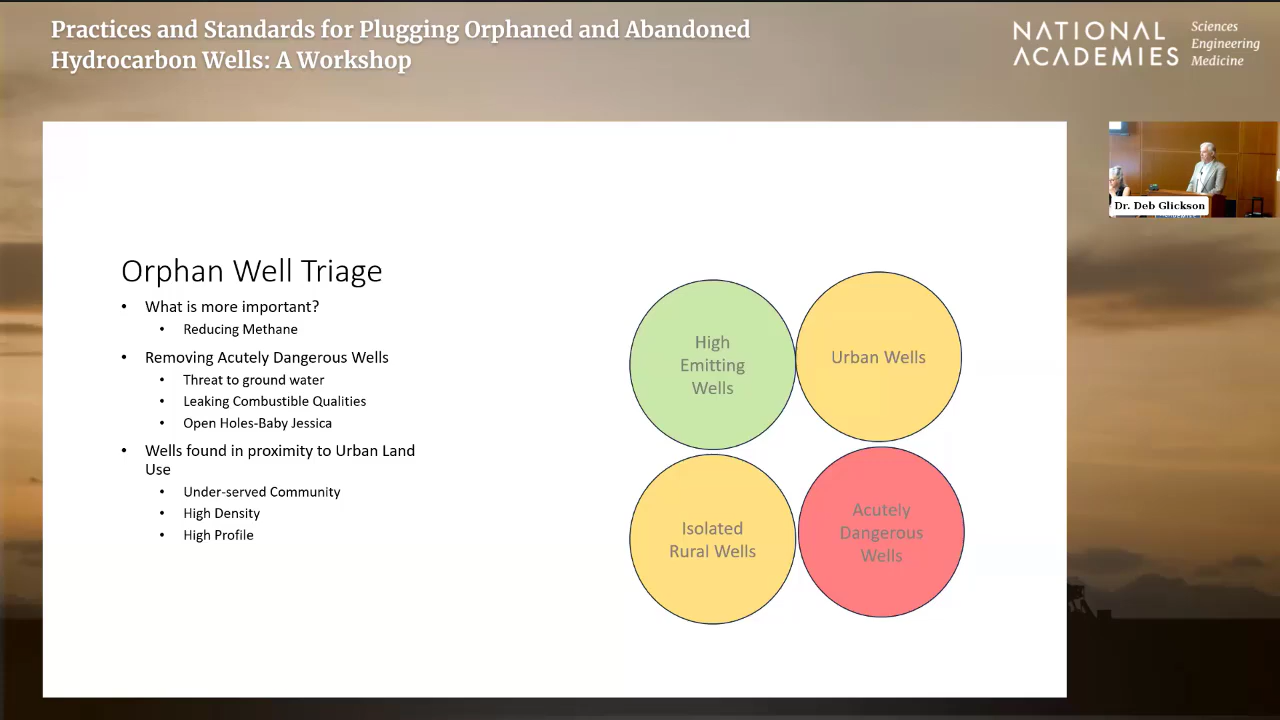 Practices and Standards for Plugging Orphaned and Abandoned
Hydrocarbon Wells: A Workshop
NATIONAL
ACADEMIES
Sciences
Engineering
Medicine
Dr. Deb Glickson
Orphan Well Triage
• What is more important?
• Reducing Methane
• Removing Acutely Dangerous Wells
• Threat to ground water
• Leaking Combustible Qualities
• Open Holes-Baby Jessica
• Wells found in proximity to Urban Land
Use
• Under-served Community
• High Density
• High Profile
High
Emitting
Wells
Urban Wells
Isolated
Rural Wells
Acutely
Dangerous
Wells